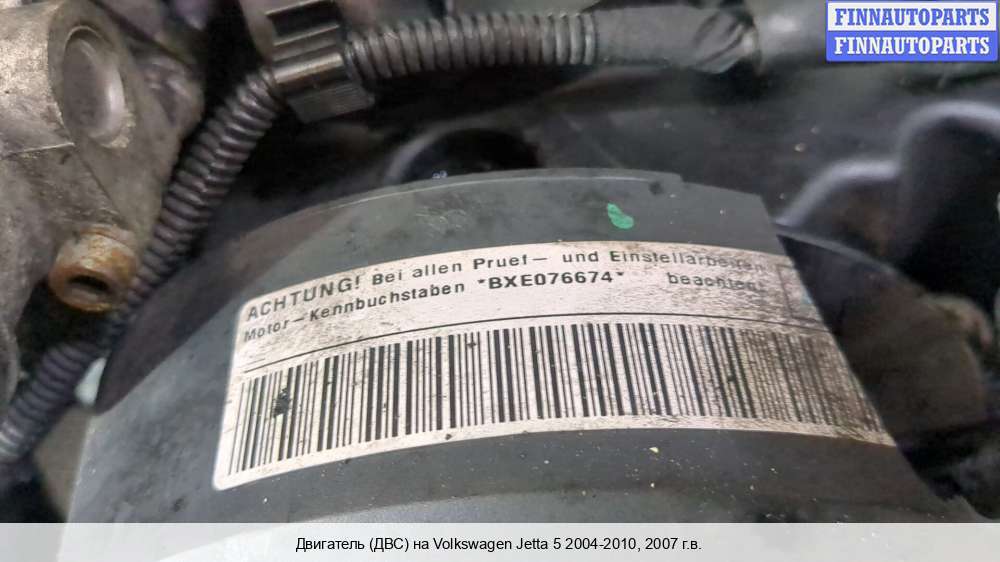 FINNAUTOPARTS
FINNAUTOPARTS
ACHTUNG! Bei allen Pruef- und Einstellarbeiten
Motor-Kennbuchstaben *BXE076674* beachten!
Двигатель (ДВС) на Volkswagen Jetta 5 2004-2010, 2007 г.в.